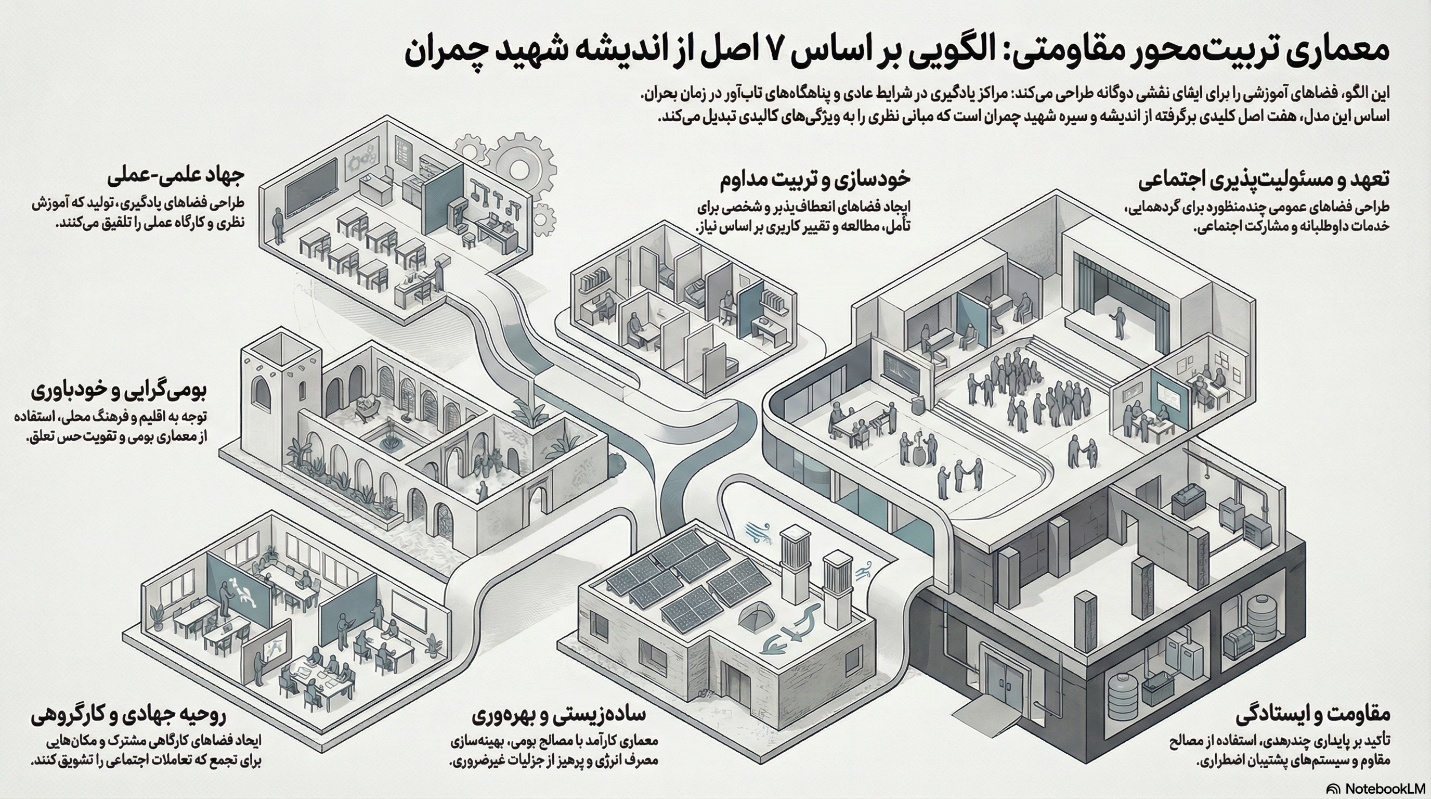 معماری تربیت‌محور مقاومتی: الگویی بر اساس ۷ اصل از اندیشه شهید چمران
این الگو، فضاهای آموزشی را برای ایفای نقشی دوگانه طراحی می‌کند: مراکز یادگیری در شرایط عادی و پناهگاه‌های تاب‌آور در زمان بحران.
اساس این مدل، هفت اصل کلیدی برگرفته از اندیشه و سیره شهید چمران است که مبانی نظری را به ویژگی‌های کالبدی تبدیل می‌کند.
تعهد و مسئولیت‌پذیری اجتماعی
طراحی فضاهای عمومی چندمنظوره برای گردهمایی،
خدمات داوطلبانه و مشارکت اجتماعی.
خودسازی و تربیت مداوم
ایجاد فضاهای انعطاف‌پذیر و شخصی برای
تأمل، مطالعه و تغییر کاربری بر اساس نیاز.
جهاد علمی-عملی
طراحی فضاهای یادگیری، تولید که آموزش
نظری و کارگاه عملی را تلفیق می‌کنند.
بومی‌گرایی و خودباوری
توجه به اقلیم و فرهنگ محلی، استفاده
از معماری بومی و تقویت حس تعلق.
مقاومت و ایستادگی
تأکید بر پایداری چندرهدی، استفاده از مصالح
مقاوم و سیستم‌های پشتیبان اضطراری.
ساده‌زیستی و بهره‌وری
معماری کارآمد با مصالح بومی، بهینه‌سازی
مصرف انرژی و پرهیز از جزئیات غیرضروری.
روحیه جهادی و کارگروهی
ایجاد فضاهای کارگاهی مشترک و مکان‌هایی
برای تجمع که تعاملات اجتماعی را تشویق کنند.
NotebookLM